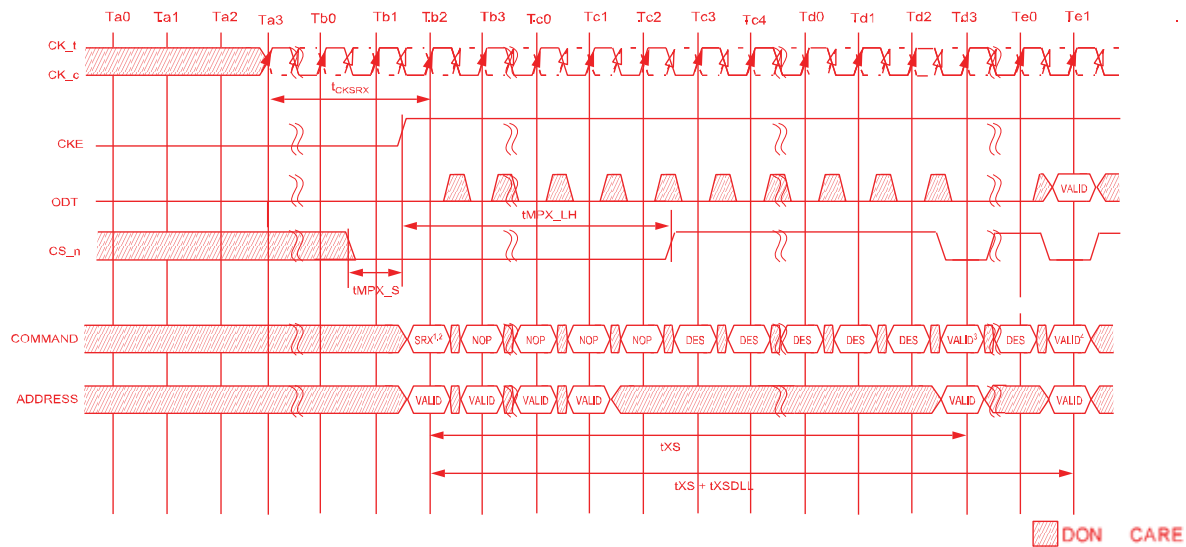 Ta0 Ta1 Ta2 Ta3 Tb0 Tb1 Tb2 Tb3 Tc0 Tc1 Tc2 Tc3 Tc4 Td0 Td1 Td2 Td3 Te0 Te1
CK_t
CK_c
tCKSRX
CKE
ODT VALID
tMPX_LH
CS_n
tMPX_S
COMMAND SRX1,2 NOP NOP NOP NOP DES DES DES DES DES VALID3 DES VALID4
ADDRESS VALID VALID VALID VALID VALID VALID
tXS
tXS + tXSDLL
DON CARE